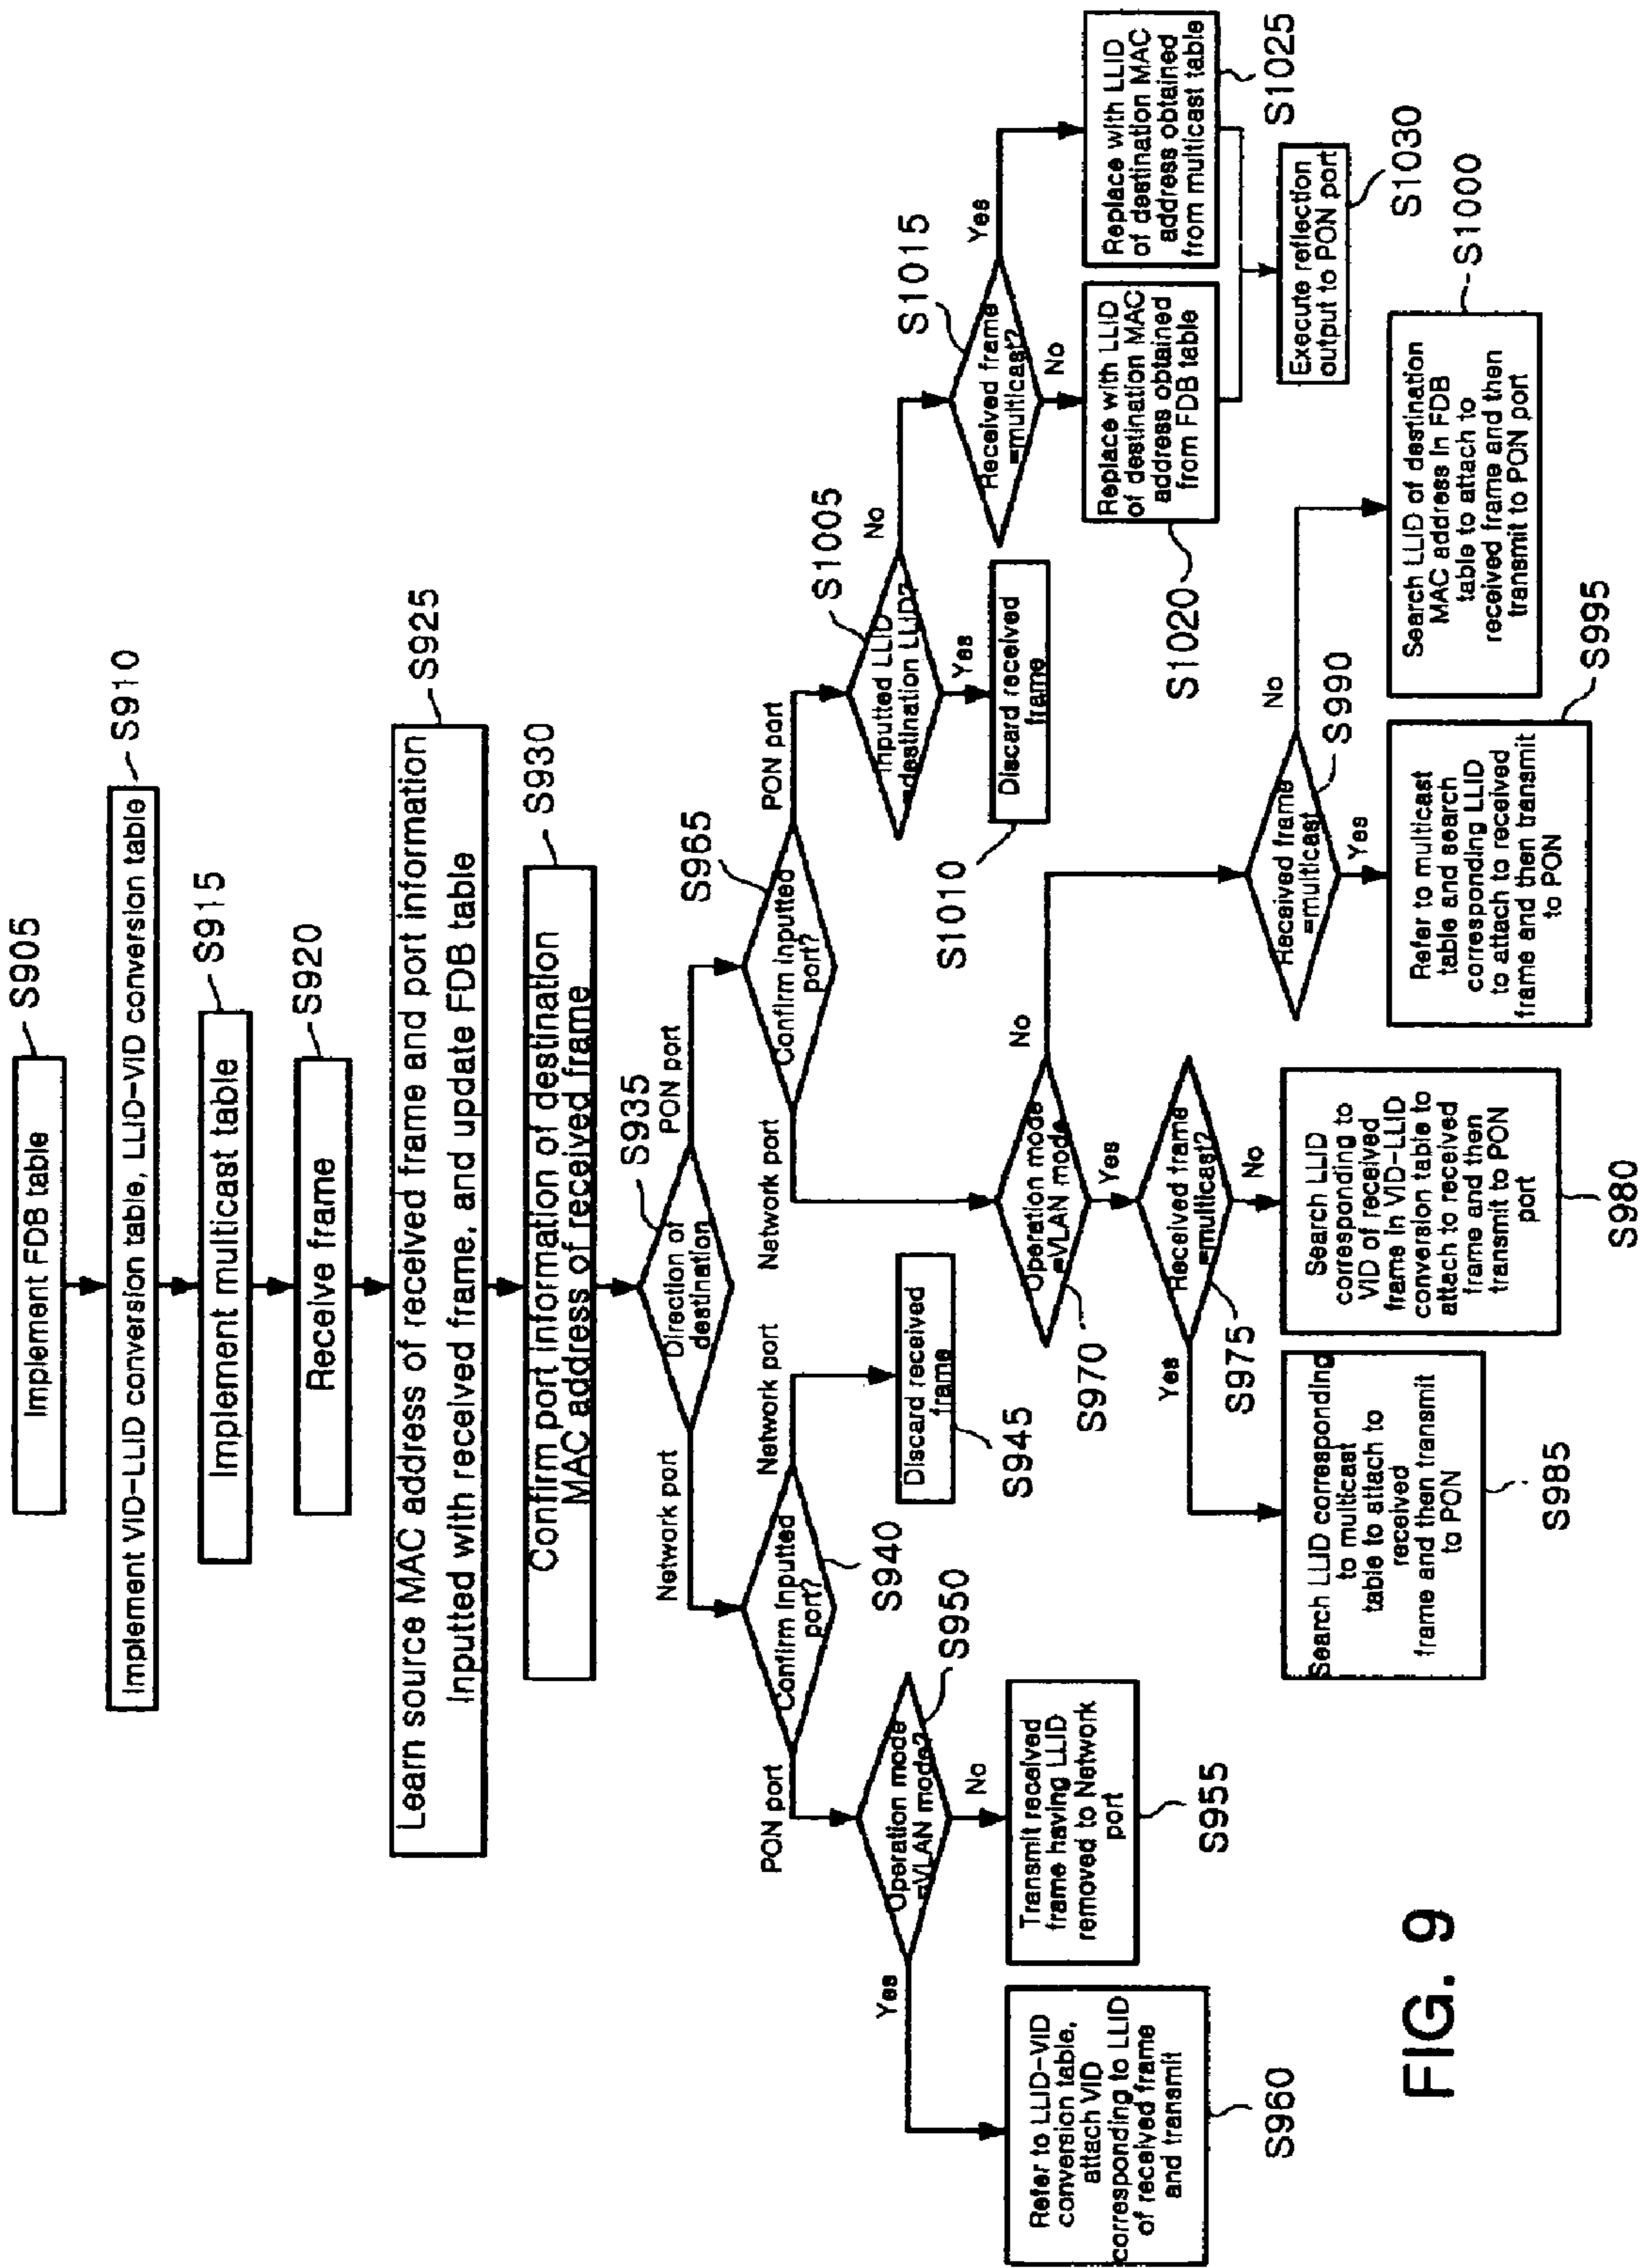 Implement FDB table
S905
Implement VID-LLID conversion table, LLID-VID conversion table
S910
Implement multicast table
S915
Receive frame
S920
Learn source MAC address of received frame and port information
Inputted with received frame, and update FDB table
S925
Confirm port information of destination
MAC address of received frame
S930
Direction of
destination
S935
Network port
PON port
Confirm Inputted
port?
S940
Network port
PON port
Discard received
frame
S945
Operation mode
=VLAN mode?
S950
Yes
No
Transmit received
frame having LLID
removed to Network
port
S955
Refer to LLID-VID
conversion table,
attach VID
corresponding to LLID
of received frame
and transmit
S960
Confirm Inputted
port?
S965
Network port
PON port
Operation mode
=VLAN mode
S970
Yes
No
Received frame
=multicast?
S975
Yes
No
Search LLID
corresponding to
VID of received
frame in VID-LLID
conversion table to
attach to received
frame and then
transmit to PON
port
S980
Search LLID corresponding
to multicast
table to attach to
received
frame and then transmit
to PON
S985
Received frame
=multicast
S990
Yes
No
Refer to multicast
table and search
corresponding LLID
to attach to received
frame and then transmit
to PON
S995
Search LLID of destination
MAC address in FDB
table to attach to
received frame and then
transmit to PON port
S1000
Inputted LLID
=destination LLID?
S1005
Yes
No
Discard received
frame
S1010
Received frame
=multicast?
S1015
Yes
No
Replace with LLID
of destination MAC
address obtained
from FDB table
S1020
Replace with LLID
of destination MAC
address obtained
from multicast table
S1025
Execute reflection
output to PON port
S1030
FIG. 9